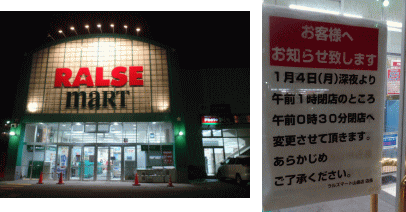 RALSE
maRT
お客様へ
お知らせ致します
1月4日(月)深夜より
午前1時閉店のところ
午前0時30分閉店へ
変更させて頂きます。
あらかじめ
ご了承ください。